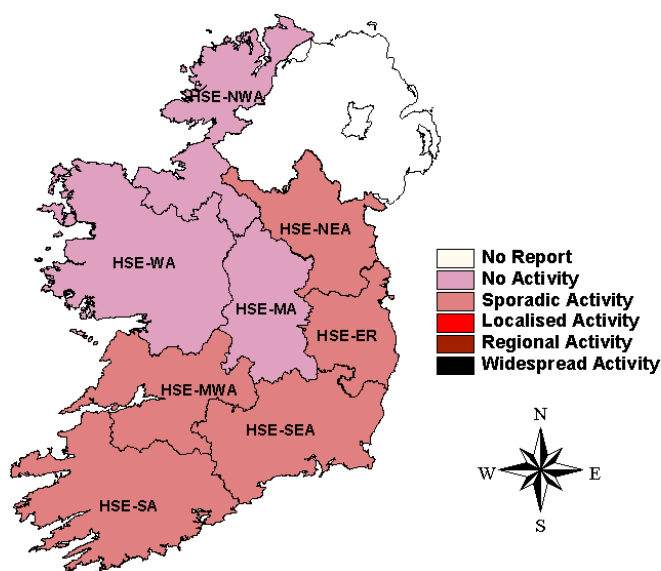 HSE-NWA
HSE-NEA
HSE-WA
HSE-MA
HSE-ER
HSE-MWA
HSE-SEA
HSE-SA
No Report
No Activity
Sporadic Activity
Localised Activity
Regional Activity
Widespread Activity
N
W E
S